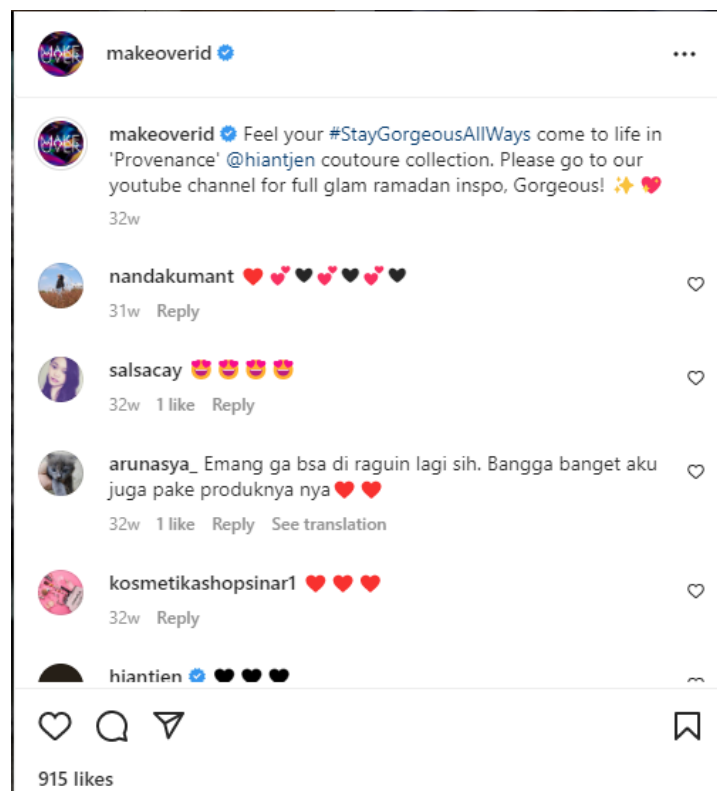 makeoverid
makeoverid Feel your #StayGorgeousAllWays come to life in
'Provenance' @hiantjen coutoure collection. Please go to our
youtube channel for full glam ramadan inspo, Gorgeous! ✨ 💖
32w
nandakumant ❤️ 💕 🖤 💕 🖤 💕 🖤
31w Reply
salsacay 😍 😍 😍 😍
32w 1 like Reply
arunasya_ Emang ga bsa di raguin lagi sih. Bangga banget aku
juga pake produknya nya❤️ ❤️
32w 1 like Reply See translation
kosmetikashopsinar1 ❤️ ❤️ ❤️
32w Reply
hiantjen 🖤 🖤 🖤
915 likes